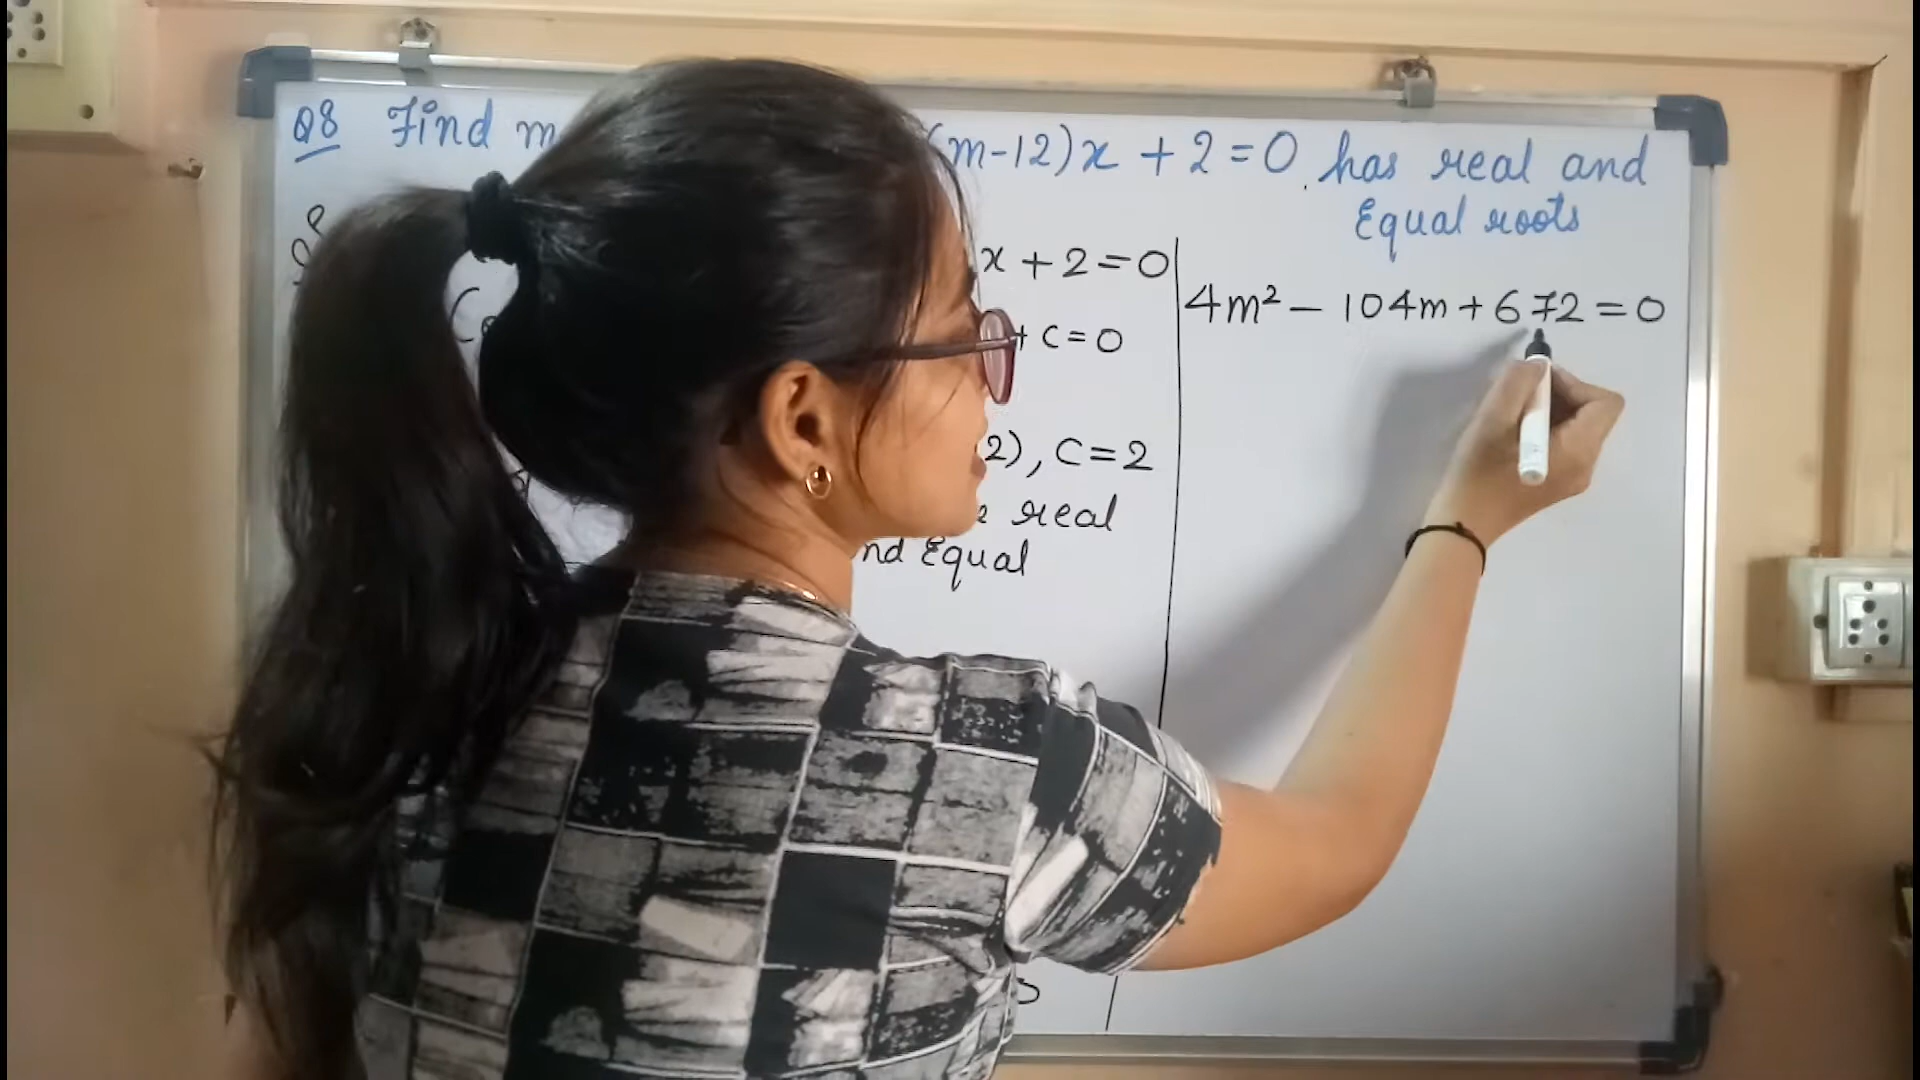 Q8 Find m (m-12)x + 2 = 0. has real and
Equal roots
x + 2 = 0
+ c = 0
2), C = 2
real
nd Equal
4m² - 104m + 672 = 0